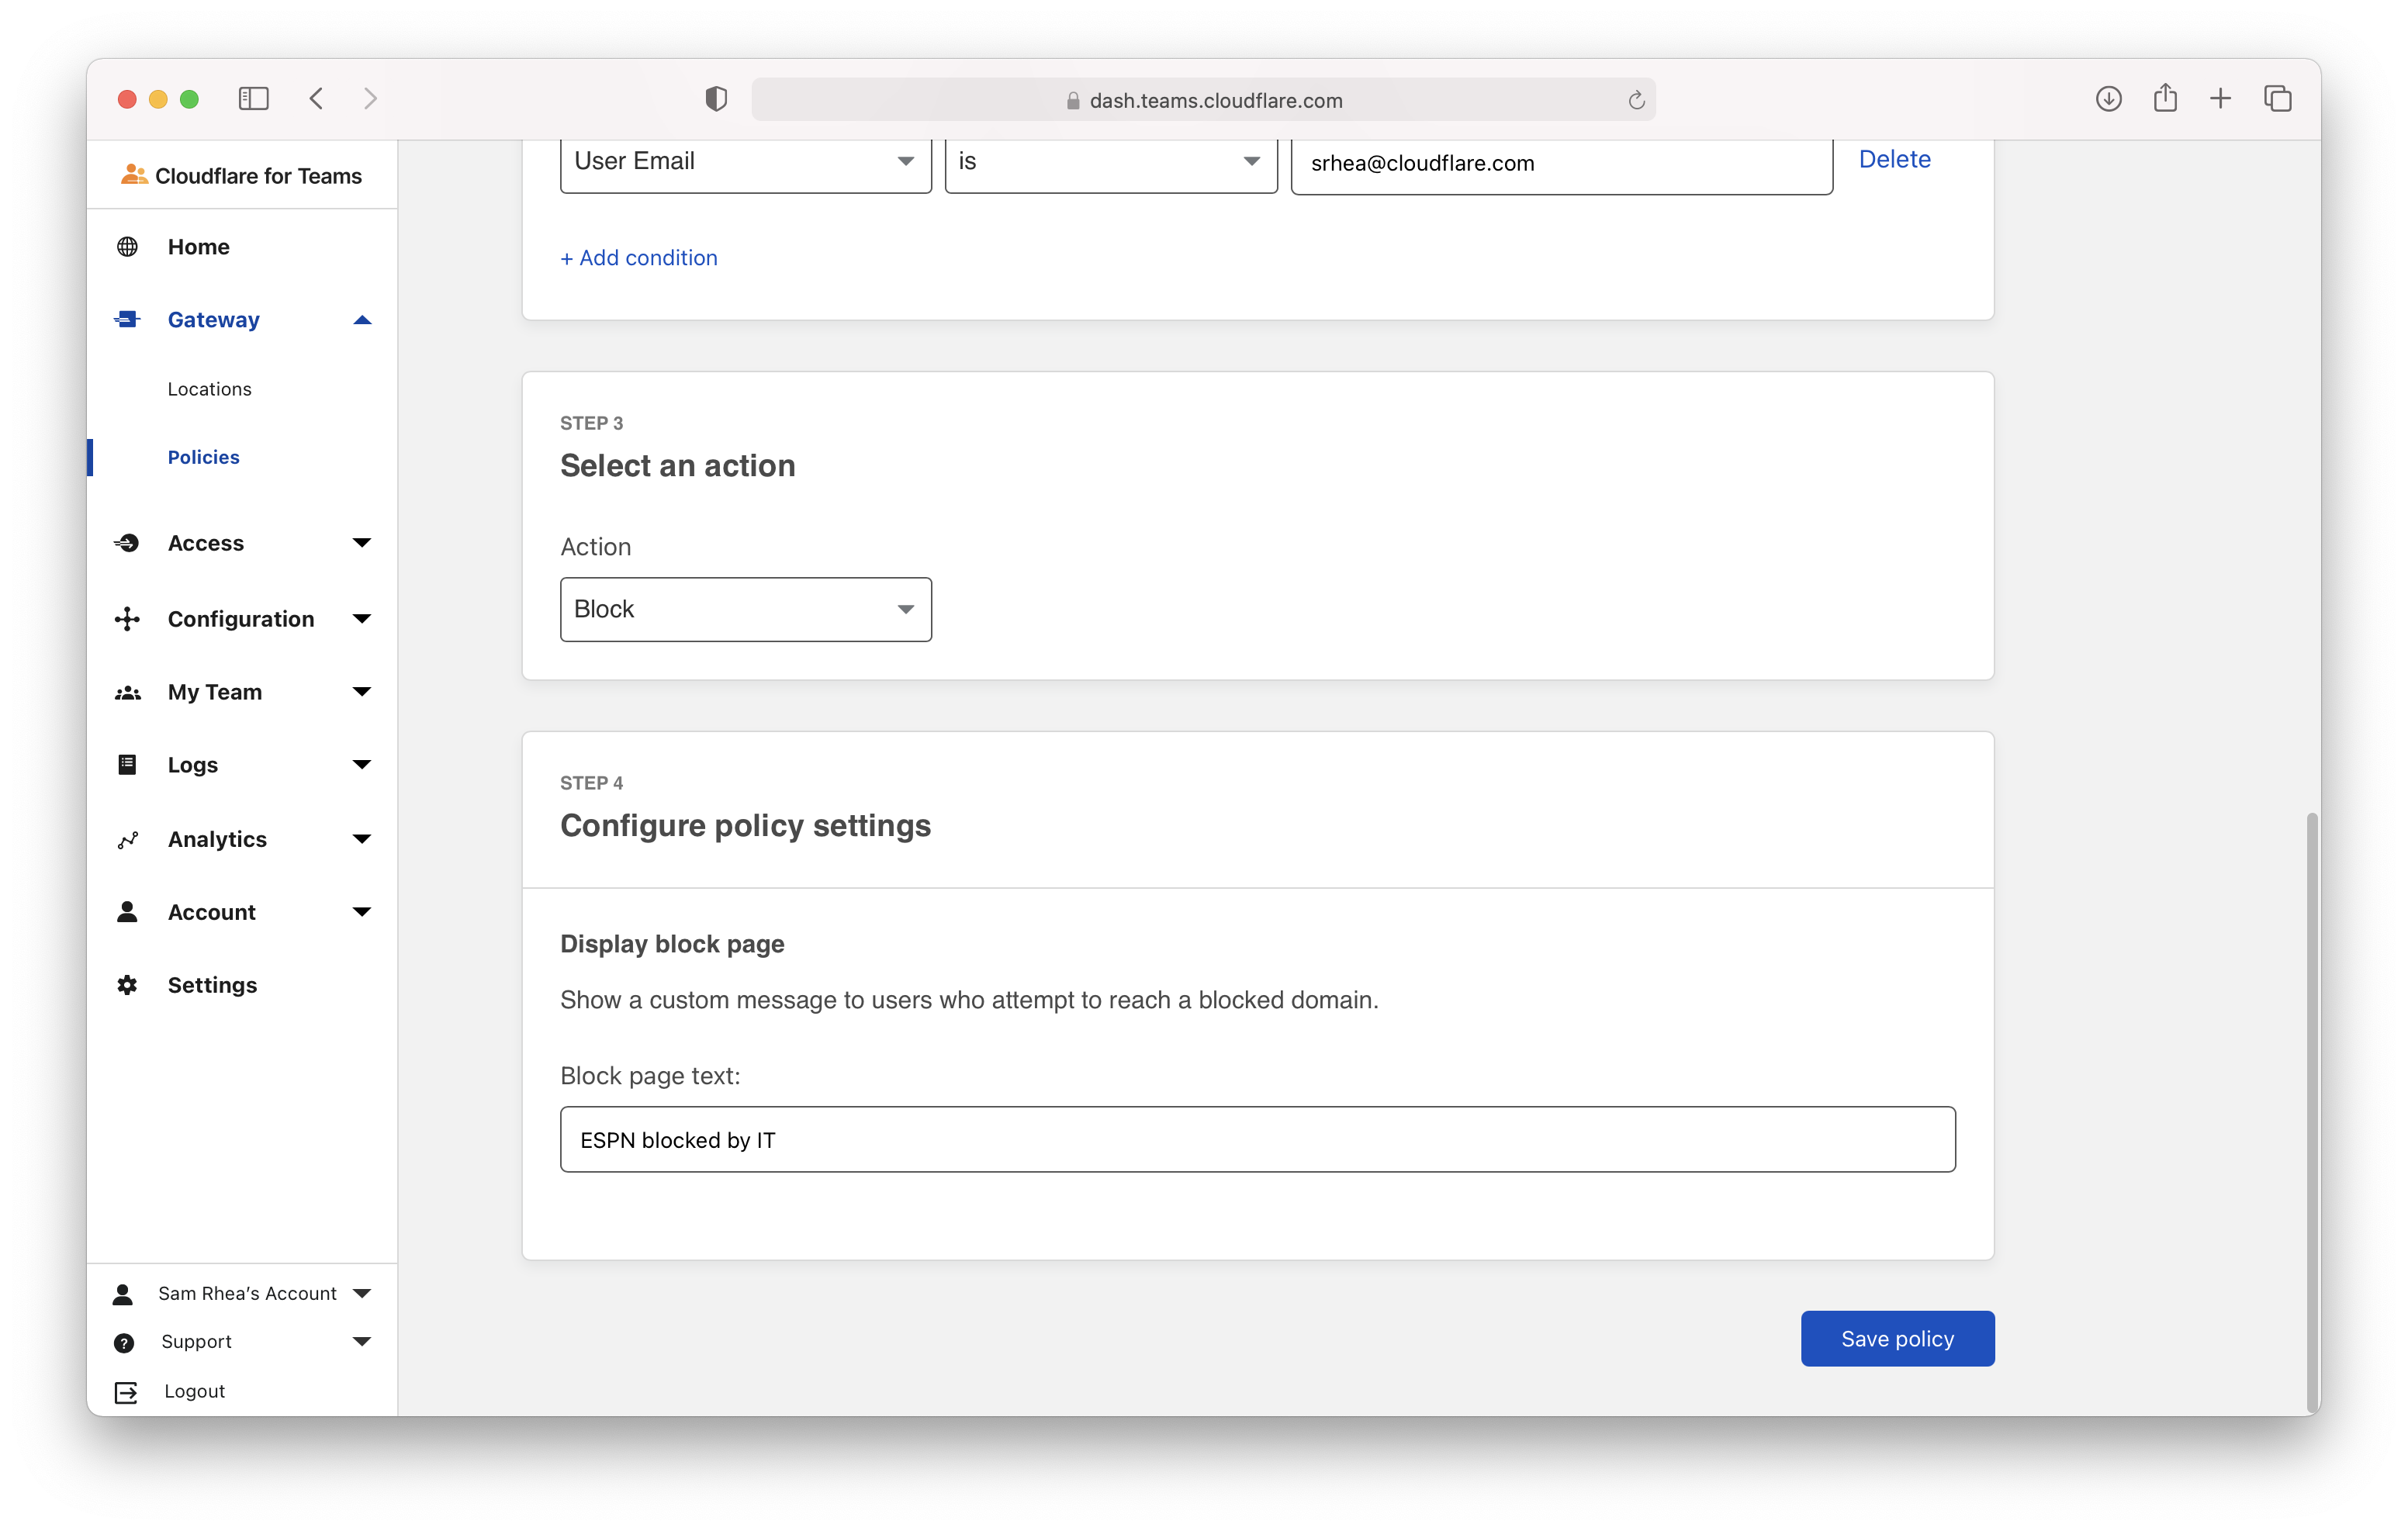 dash.teams.cloudflare.com
Cloudflare for Teams
Home
Gateway
Locations
Policies
Access
Configuration
My Team
Logs
Analytics
Account
Settings
Sam Rhea’s Account
Support
Logout
User Email
is
srhea@cloudflare.com
Delete
+ Add condition
STEP 3
Select an action
Action
Block
STEP 4
Configure policy settings
Display block page
Show a custom message to users who attempt to reach a blocked domain.
Block page text:
ESPN blocked by IT
Save policy